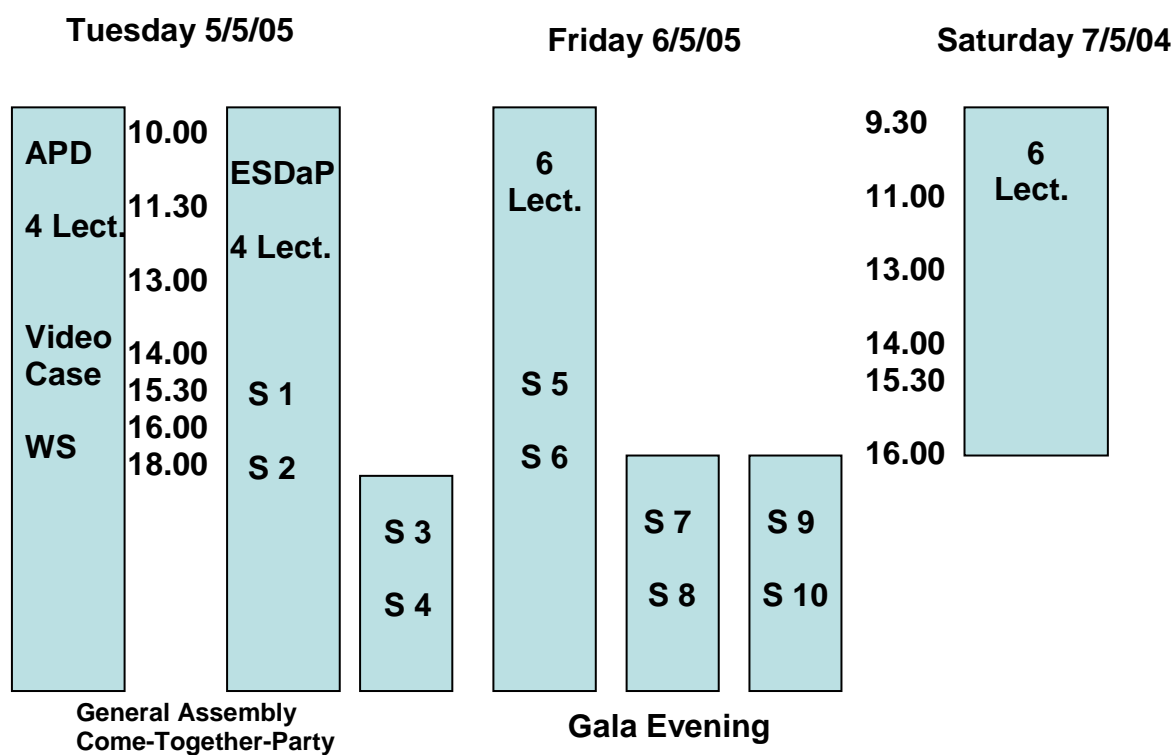 Tuesday 5/5/05
Friday 6/5/05
Saturday 7/5/04
APD
4 Lect.
Video
Case
WS
10.00
11.30
13.00
14.00
15.30
16.00
18.00
ESDaP
4 Lect.
S 1
S 2
S 3
S 4
General Assembly
Come-Together-Party
6
Lect.
S 5
S 6
S 7
S 8
S 9
S 10
Gala Evening
9.30
11.00
13.00
14.00
15.30
16.00
6
Lect.